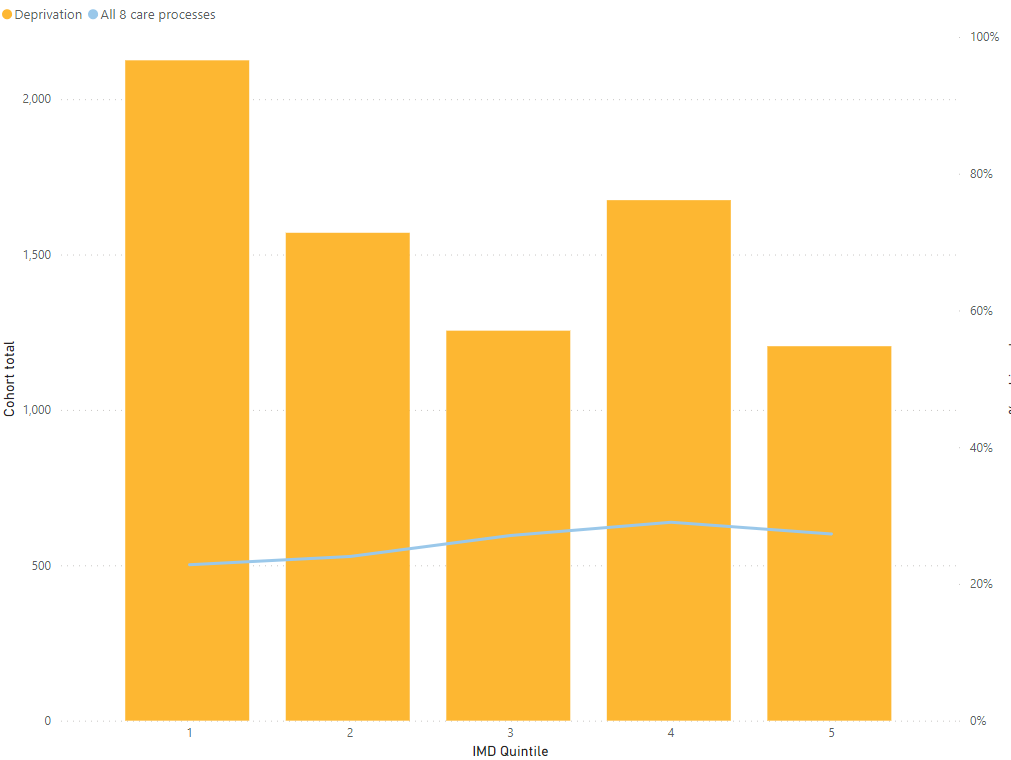 Deprivation All 8 care processes
100%
2,000
80%
1,500
60%
Cohort total
1,000
40%
500
20%
0
0%
1 2 3 4 5
IMD Quintile